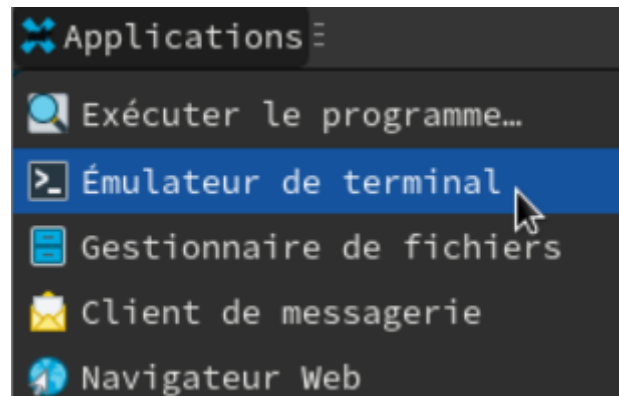 Applications
Exécuter le programme…
Émulateur de terminal
Gestionnaire de fichiers
Client de messagerie
Navigateur Web